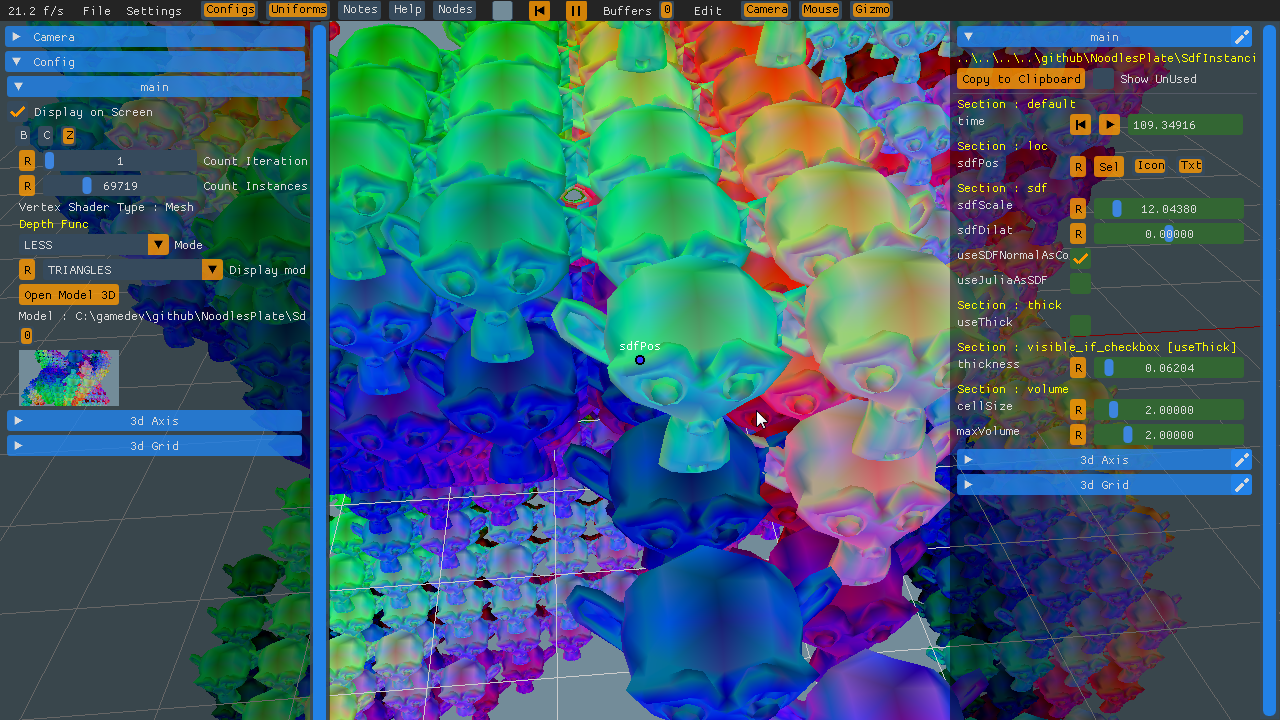 21.2 f/s File Settings Configs Uniforms Notes Help Nodes Buffers 0 Edit Camera Mouse Gizmo
Camera
Config
main
Display on Screen
B C Z
R 1 Count Iteration
R 69719 Count Instances
Vertex Shader Type : Mesh
Depth Func
LESS Mode
R TRIANGLES Display mod
Open Model 3D
Model : C:\gamedev\github\NoodlesPlate\Sd
0
3d Axis
3d Grid
sdfPos
main
..\..\..\..\github\NoodlesPlate\SdfInstanci
Copy to Clipboard Show UnUsed
Section : default
time 109.34916
Section : loc
sdfPos R Sel Icon Txt
Section : sdf
sdfScale R 12.04380
sdfDilat R 0.00000
useSDFNormalAsCo
useJuliaAsSDF
Section : thick
useThick
Section : visible_if_checkbox [useThick]
thickness R 0.06204
Section : volume
cellSize R 2.00000
maxVolume R 2.00000
3d Axis
3d Grid